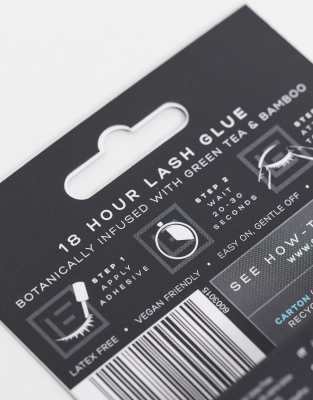 18 HOUR LASH GLUE
BOTANICALLY INFUSED WITH GREEN TEA & BAMBOO
STEP 1
APPLY
ADHESIVE
STEP 2
WAIT
20-30
SECONDS
LATEX FREE • VEGAN FRIENDLY • EASY ON, GENTLE OFF •
SEE HOW-T
CARTON
RECYC